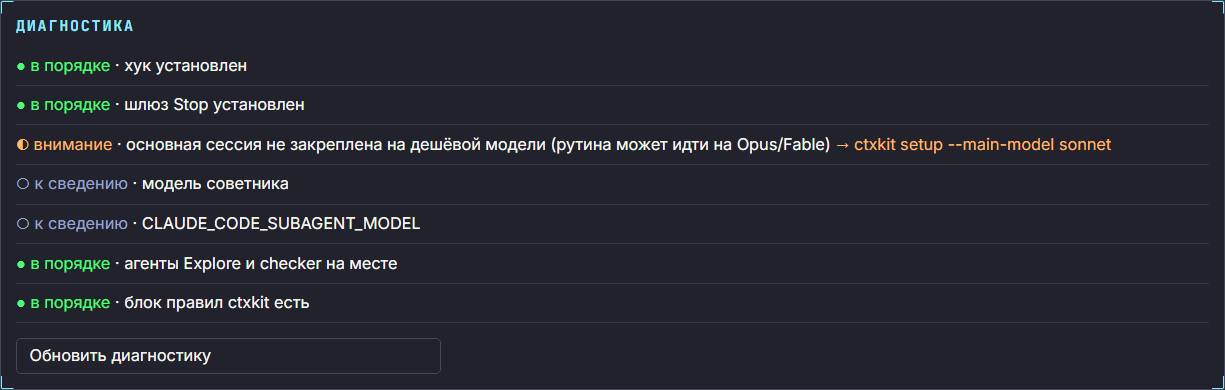 ДИАГНОСТИКА
● в порядке · хук установлен
● в порядке · шлюз Stop установлен
◐ внимание · основная сессия не закреплена на дешёвой модели (рутина может идти на Opus/Fable) → ctxkit setup --main-model sonnet
○ к сведению · модель советника
○ к сведению · CLAUDE_CODE_SUBAGENT_MODEL
● в порядке · агенты Explore и checker на месте
● в порядке · блок правил ctxkit есть
Обновить диагностику